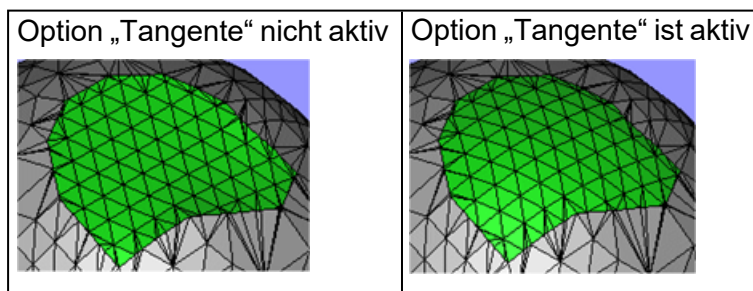 Option „Tangente“ nicht aktiv
Option „Tangente“ ist aktiv